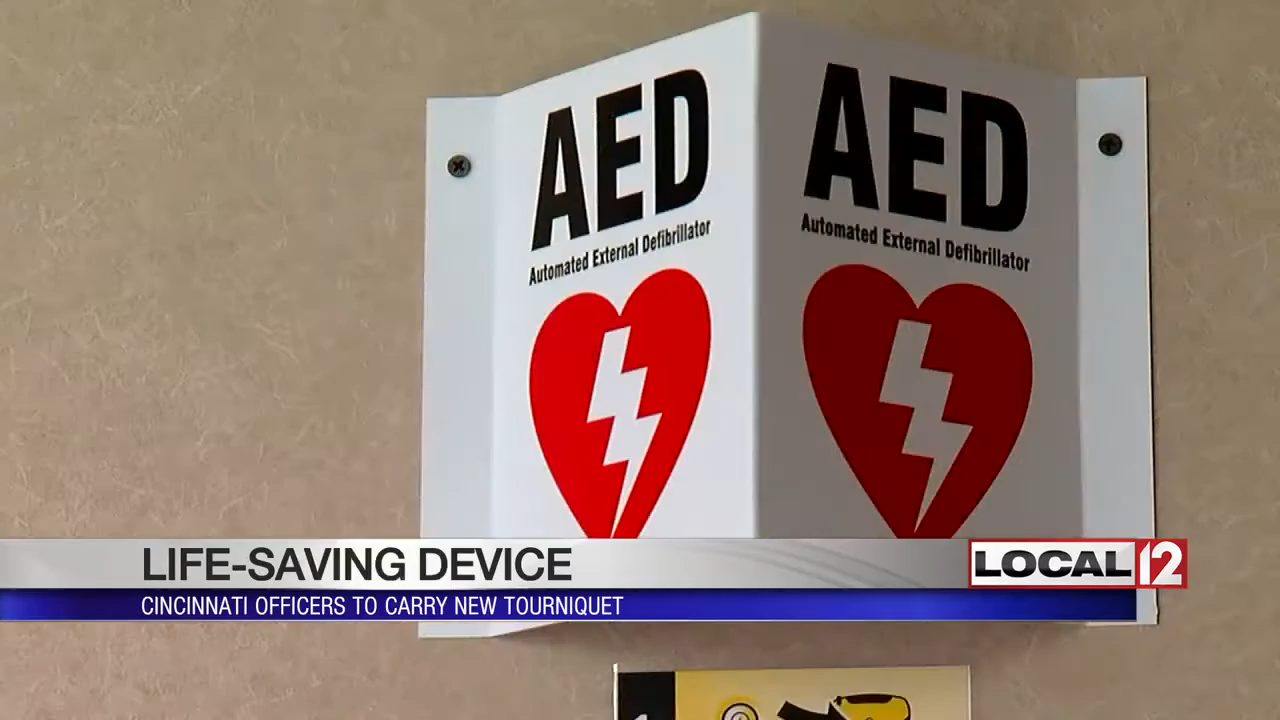 AED
Automated External Defibrillator
AED
Automated External Defibrillator
LIFE-SAVING DEVICE
CINCINNATI OFFICERS TO CARRY NEW TOURNIQUET
LOCAL 12